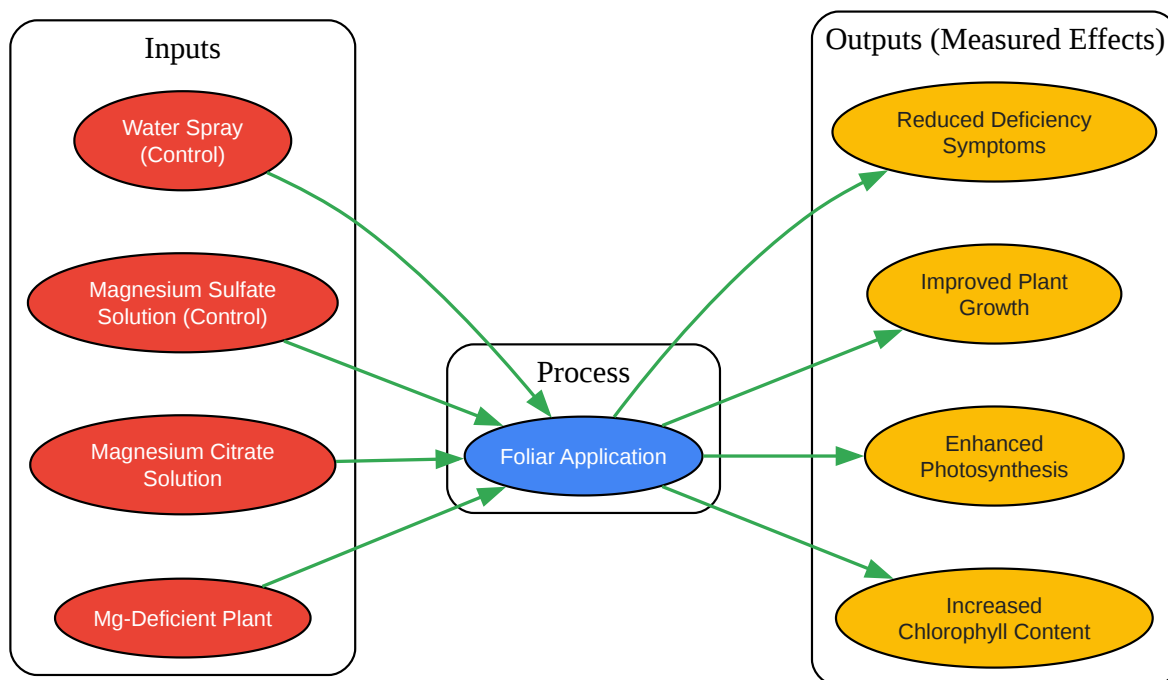 Inputs
Water Spray
(Control)
Magnesium Sulfate
Solution (Control)
Magnesium Citrate
Solution
Mg-Deficient Plant
Process
Foliar Application
Outputs (Measured Effects)
Reduced Deficiency
Symptoms
Improved Plant
Growth
Enhanced
Photosynthesis
Increased
Chlorophyll Content